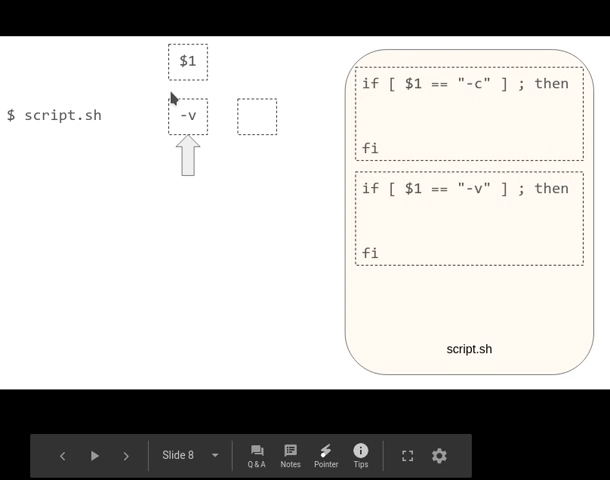 $1
$ script.sh
-v
if [ $1 == "-c" ] ; then
fi
if [ $1 == "-v" ] ; then
fi
script.sh
Slide 8
Q & A
Notes
Pointer
Tips